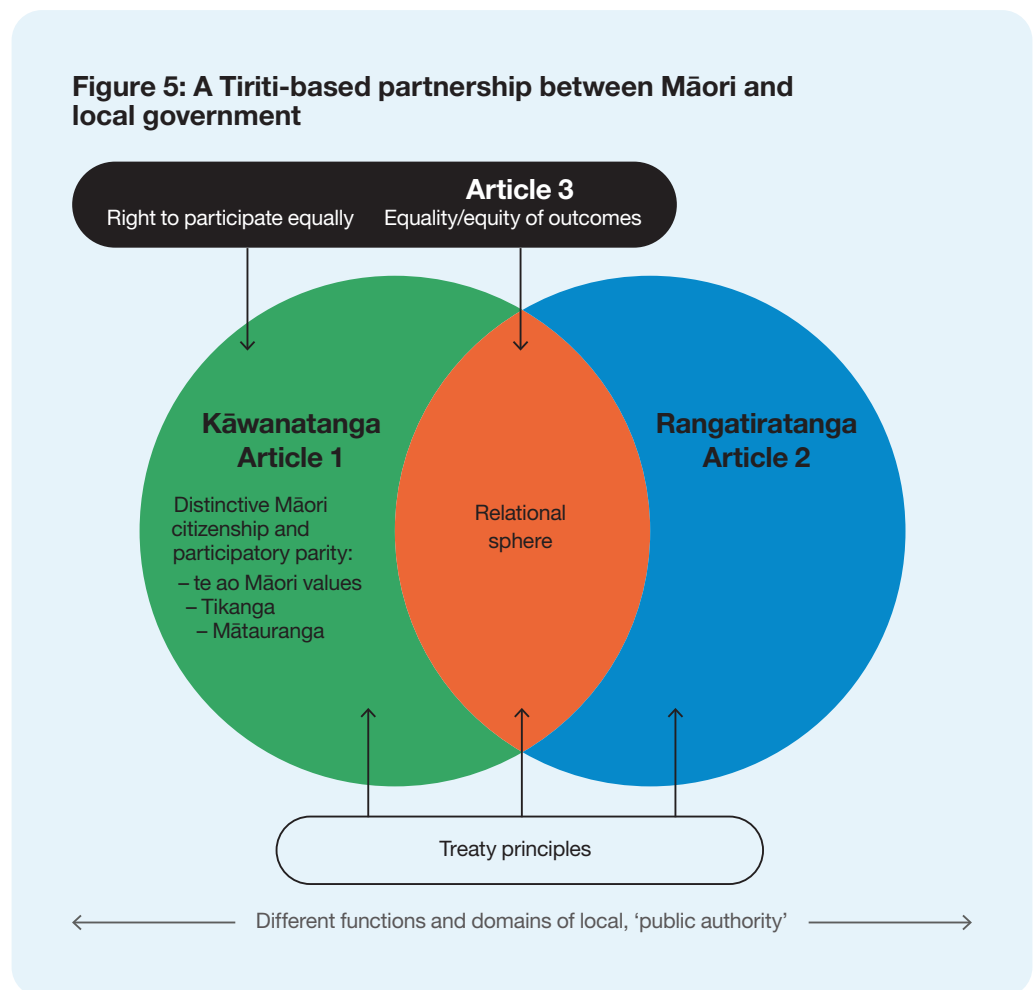 Figure 5: A Tiriti-based partnership between Māori and
local government
Article 3
Right to participate equally
Equality/equity of outcomes
Kāwanatanga
Article 1
Distinctive Māori
citizenship and
participatory parity:
– te ao Māori values
– Tikanga
– Mātauranga
Relational
sphere
Rangatiratanga
Article 2
Treaty principles
Different functions and domains of local, ‘public authority’